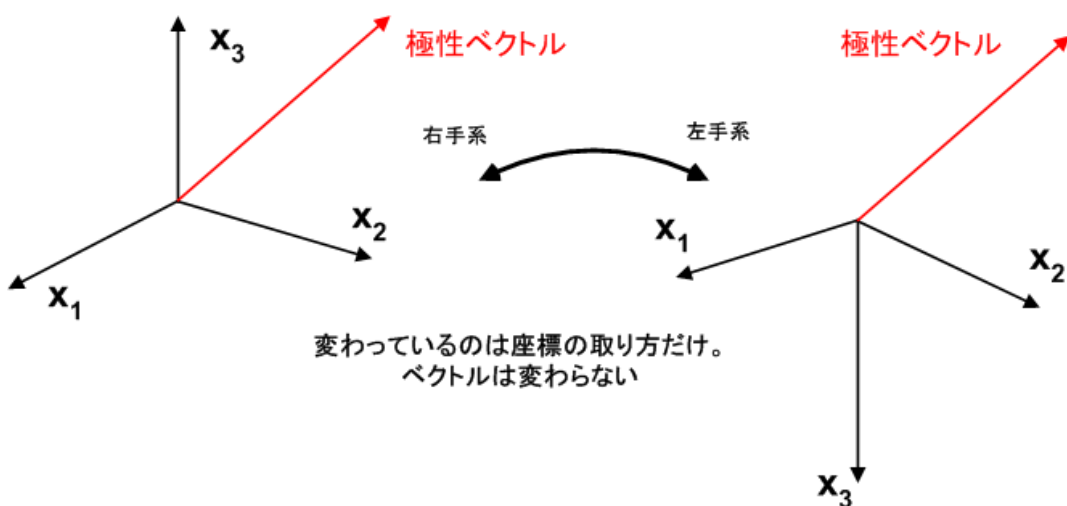 x3
極性ベクトル
極性ベクトル
右手系
左手系
x2
x1
x1
x2
変わっているのは座標の取り方だけ。
ベクトルは変わらない
x3